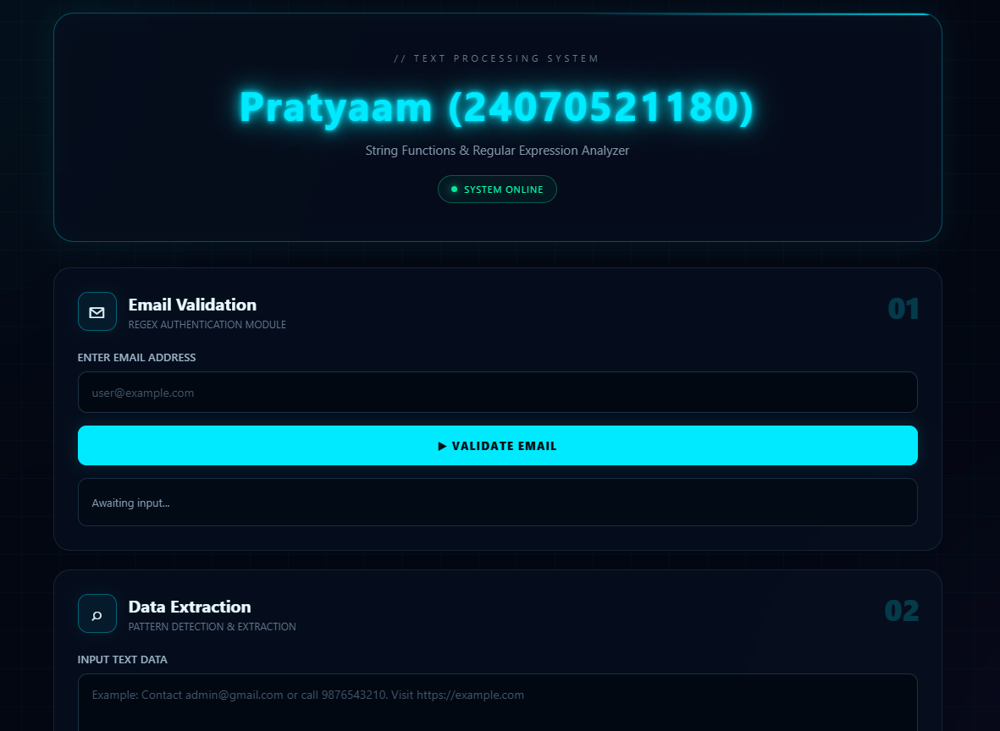 // TEXT PROCESSING SYSTEM
Pratyaam (24070521180)
String Functions & Regular Expression Analyzer
SYSTEM ONLINE
Email Validation
01
REGEX AUTHENTICATION MODULE
ENTER EMAIL ADDRESS
user@example.com
▶ VALIDATE EMAIL
Awaiting input...
Data Extraction
02
PATTERN DETECTION & EXTRACTION
INPUT TEXT DATA
Example: Contact admin@gmail.com or call 9876543210. Visit https://example.com